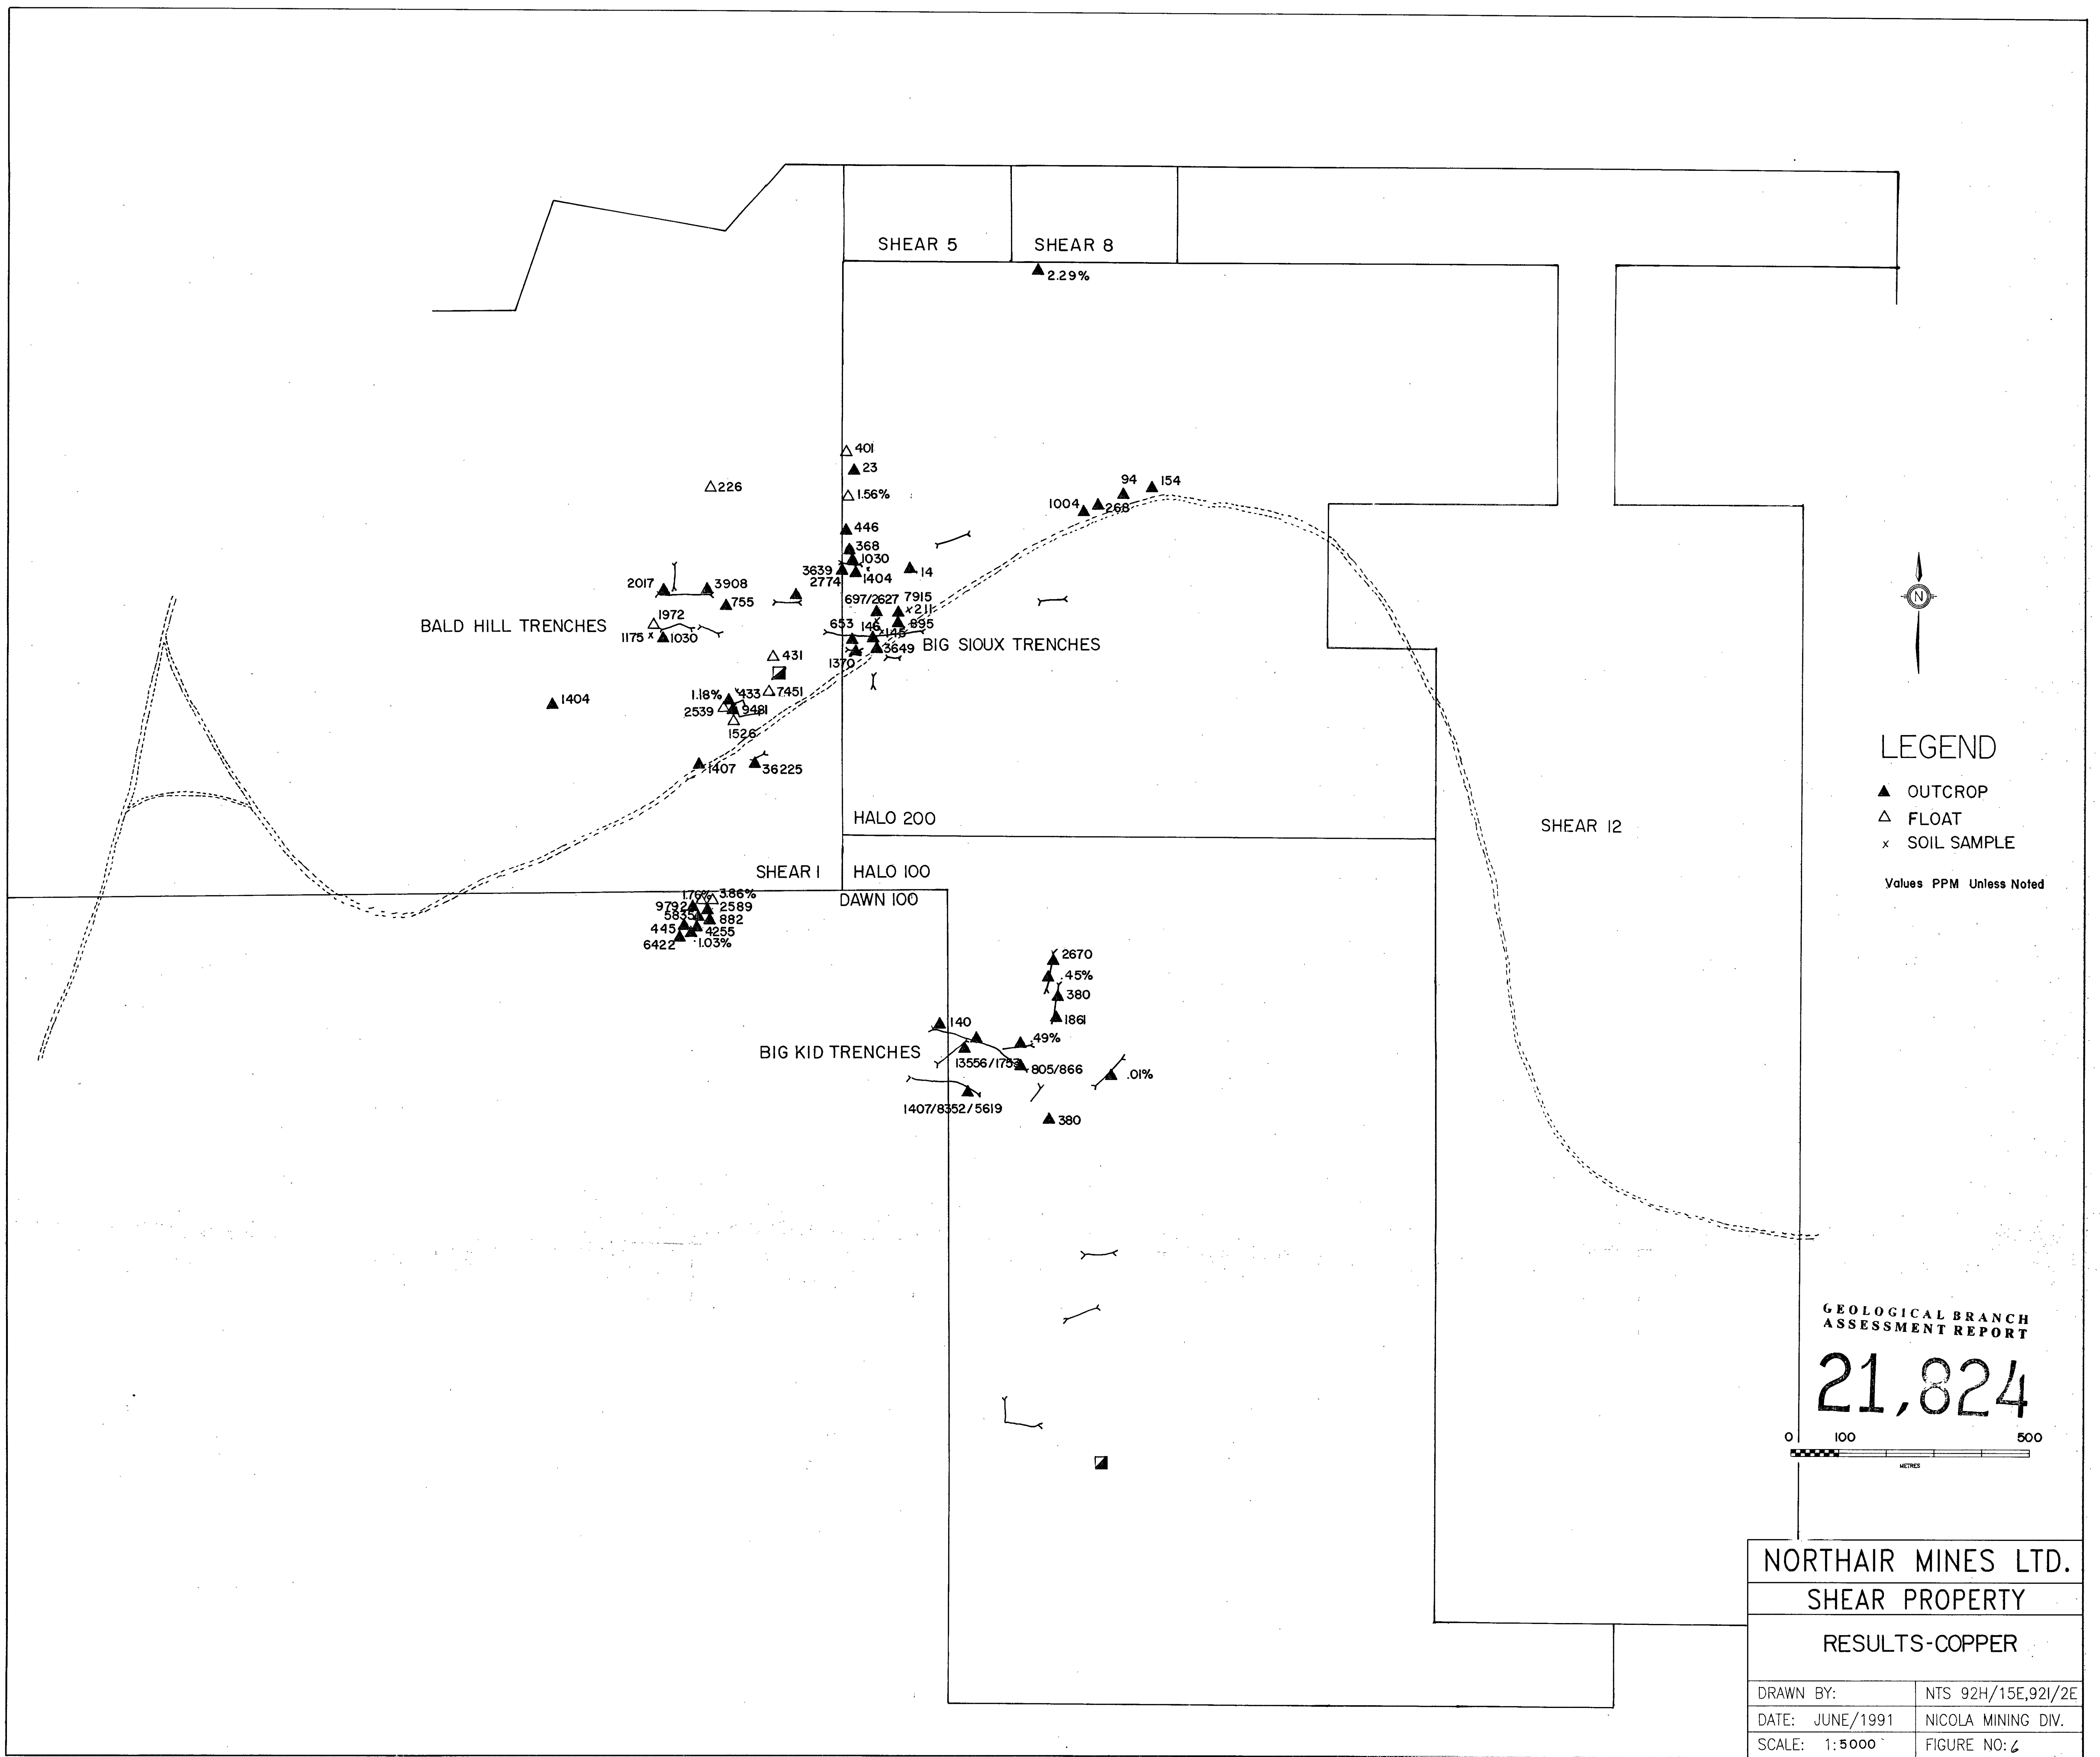 SHEAR 5
SHEAR 8
2.29%
401
23
226
1.56%
94
154
1004
268
446
368
1030
3639
1404
14
2017
3908
2774
755
697/2627
7915
211
1972
BALD HILL TRENCHES
653
146
145
895
1175
1030
BIG SIOUX TRENCHES
3649
1370
431
1.18%
433
7451
1404
2539
9481
1526
1407
36225
LEGEND
OUTCROP
FLOAT
x SOIL SAMPLE
Values PPM Unless Noted
HALO 200
SHEAR 12
SHEAR 1
HALO 100
DAWN 100
1.76%
3.86%
9792
2589
5835
882
445
4255
6422
1.03%
2670
.45%
380
1861
140
.49%
BIG KID TRENCHES
13556/1753
805/866
.01%
1407/8352/5619
380
N
GEOLOGICAL BRANCH
ASSESSMENT REPORT
21,824
0 100 500
METRES
NORTHAIR MINES LTD.
SHEAR PROPERTY
RESULTS-COPPER
DRAWN BY: NTS 92H/15E,92I/2E
DATE: JUNE/1991 NICOLA MINING DIV.
SCALE: 1:5000 FIGURE NO: 6